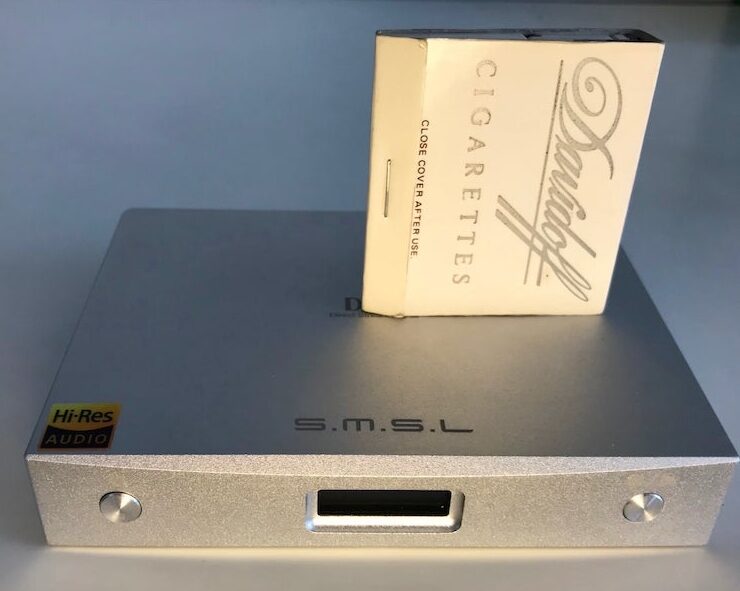 Davidoff
CIGARETTES
CLOSE COVER AFTER USE.
D
Hi-Res
AUDIO
S.M.S.L